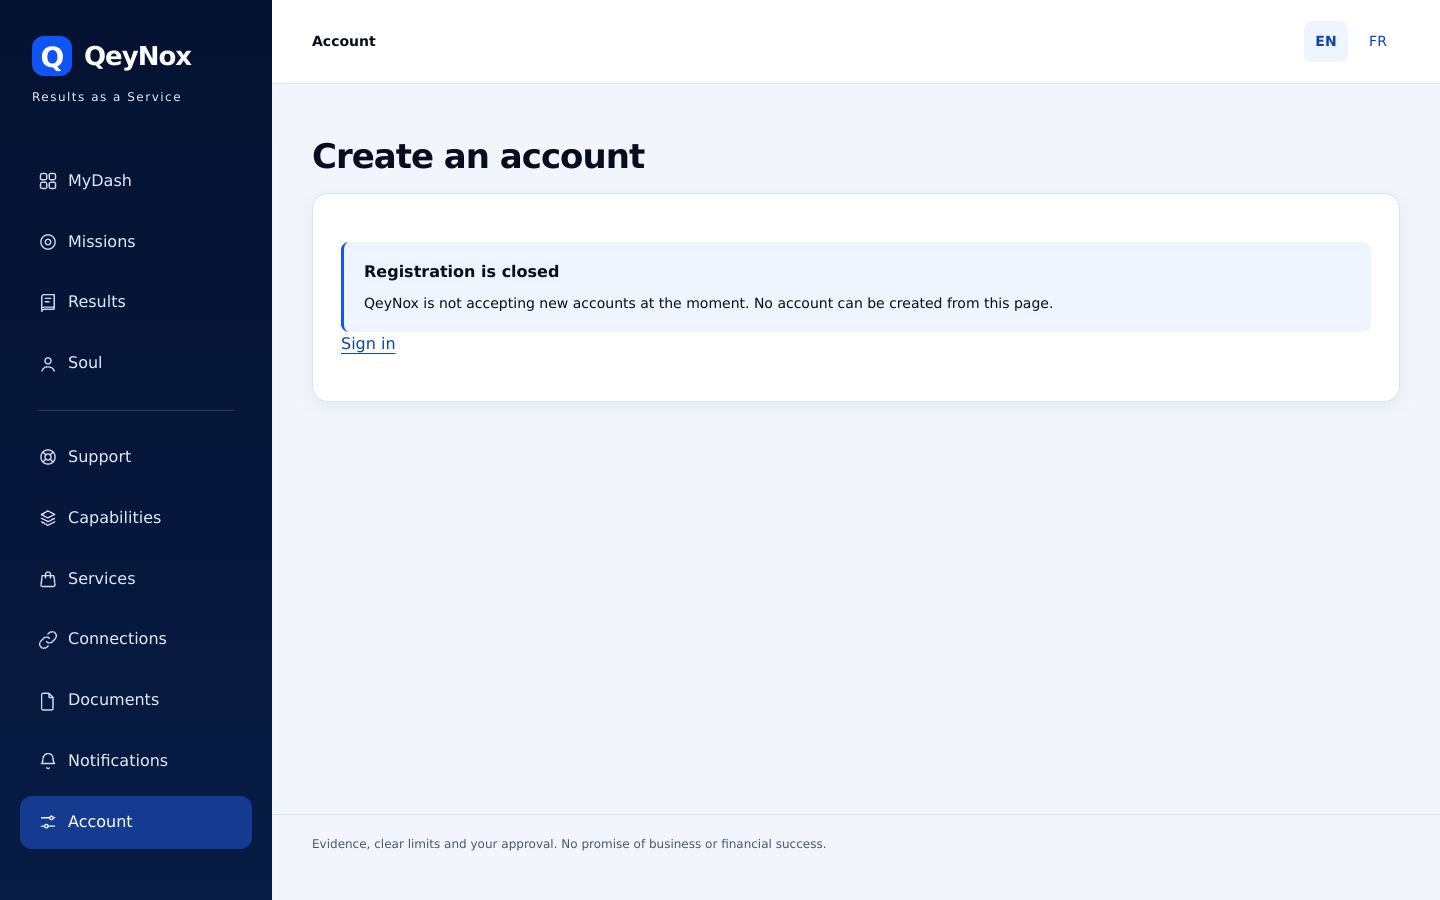 Q QeyNox
Results as a Service
MyDash
Missions
Results
Soul
Support
Capabilities
Services
Connections
Documents
Notifications
Account
Account
EN FR
Create an account
Registration is closed
QeyNox is not accepting new accounts at the moment. No account can be created from this page.
Sign in
Evidence, clear limits and your approval. No promise of business or financial success.